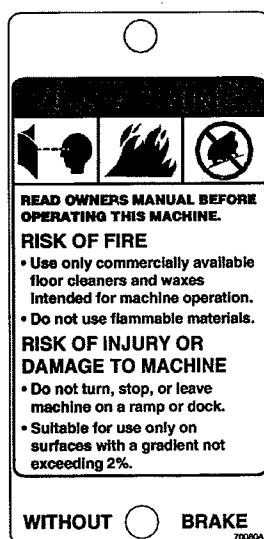 READ OWNERS MANUAL BEFORE
OPERATING THIS MACHINE.
RISK OF FIRE
• Use only commercially available
floor cleaners and waxes
intended for machine operation.
• Do not use flammable materials.
RISK OF INJURY OR
DAMAGE TO MACHINE
• Do not turn, stop, or leave
machine on a ramp or dock.
• Suitable for use only on
surfaces with a gradient not
exceeding 2%.
WITHOUT BRAKE
70080A